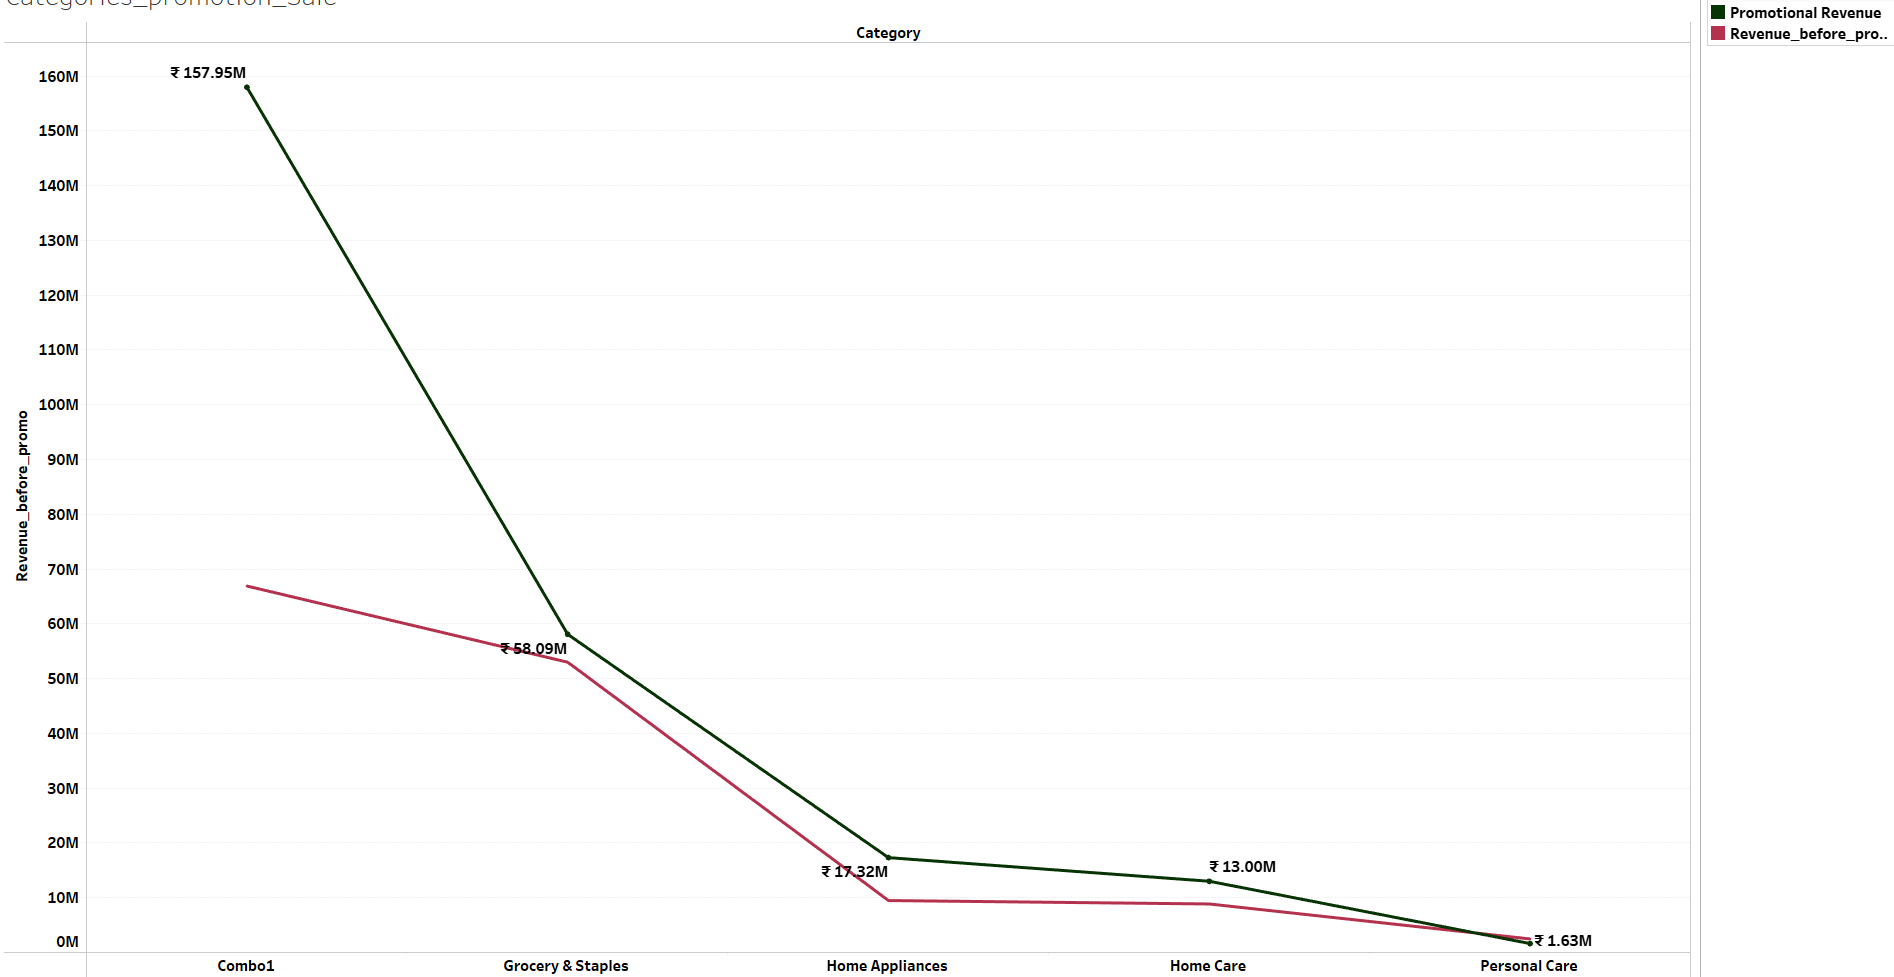 Categories_promotion_Sale
Promotional Revenue
Revenue_before_pro..
Category
₹ 157.95M
160M
150M
140M
130M
120M
110M
100M
90M
80M
70M
60M
50M
40M
30M
20M
10M
0M
Revenue_before_promo
₹ 58.09M
₹ 17.32M
₹ 13.00M
₹ 1.63M
Combo1
Grocery & Staples
Home Appliances
Home Care
Personal Care